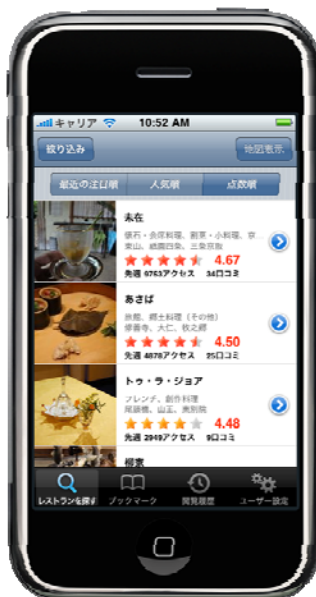 キャリア 10:52 AM
絞り込み 地図表示
最近の注目順 人気順 点数順
未在
懐石・会席料理、割烹・小料理、京…
東山、祇園四条、三条京阪
4.67
先週 9763アクセス 34口コミ
あさば
旅館、郷土料理（その他）
修善寺、大仁、牧之郷
4.50
先週 4878アクセス 25口コミ
トゥ・ラ・ジョア
フレンチ、創作料理
尾頭橋、山王、
4.48
先週 2949アクセス 9口コミ
柳家
レストランを探す ブックマーク 閲覧履歴 ユーザー設定